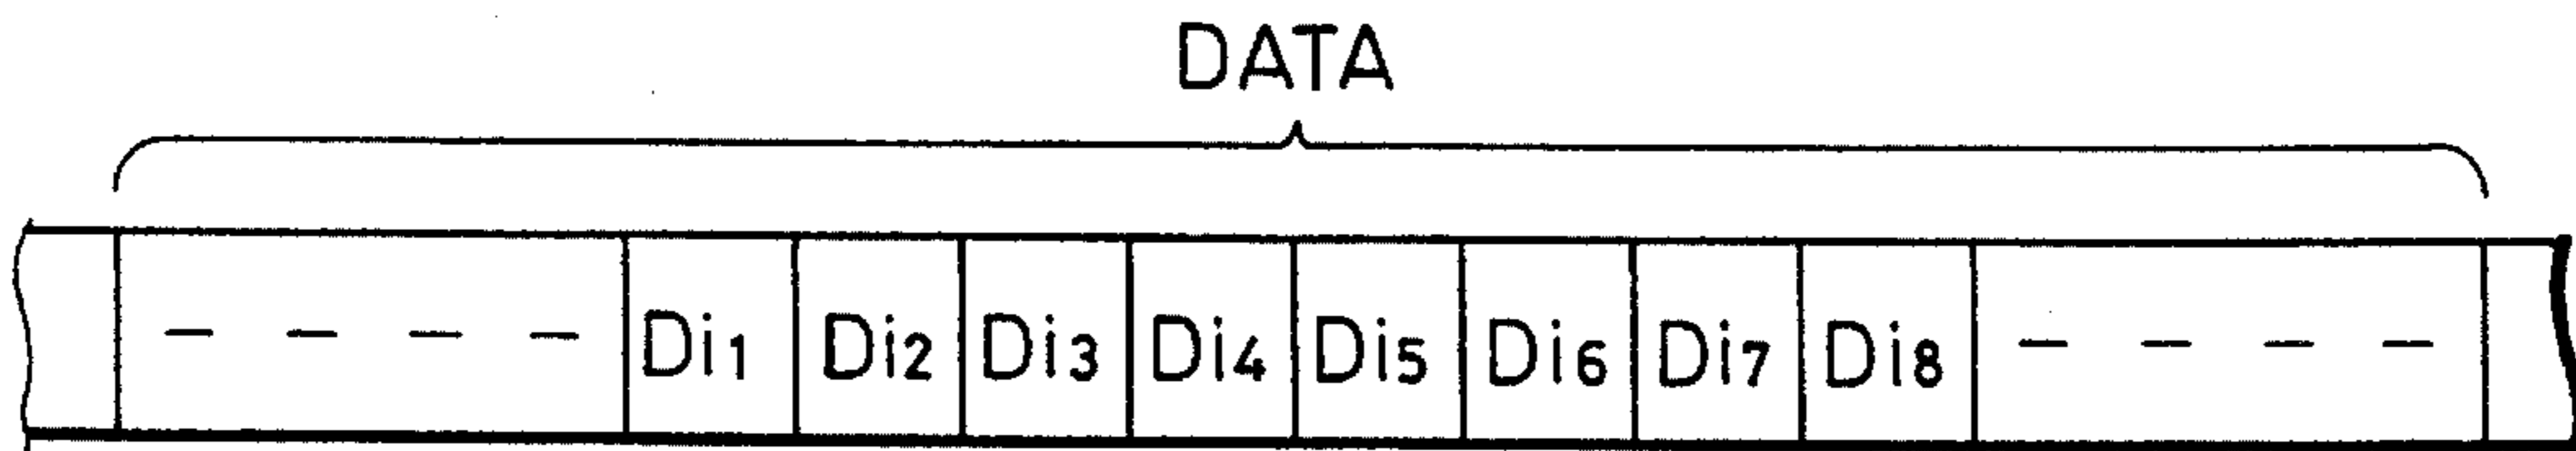 DATA
- - - - Di1 Di2 Di3 Di4 Di5 Di6 Di7 Di8 - - - -